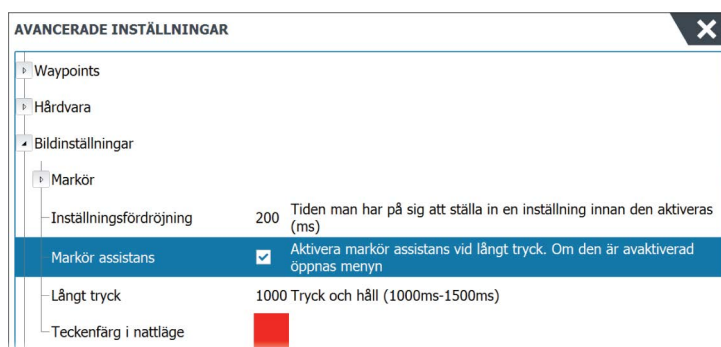 AVANCERADE INSTÄLLNINGAR
Waypoints
Hårdvara
Bildinställningar
Markör
Inställningsfördröjning 200 Tiden man har på sig att ställa in en inställning innan den aktiveras
(ms)
Markör assistans Aktivera markör assistans vid långt tryck. Om den är avaktiverad
öppnas menyn
Långt tryck 1000 Tryck och håll (1000ms-1500ms)
Teckenfärg i nattläge